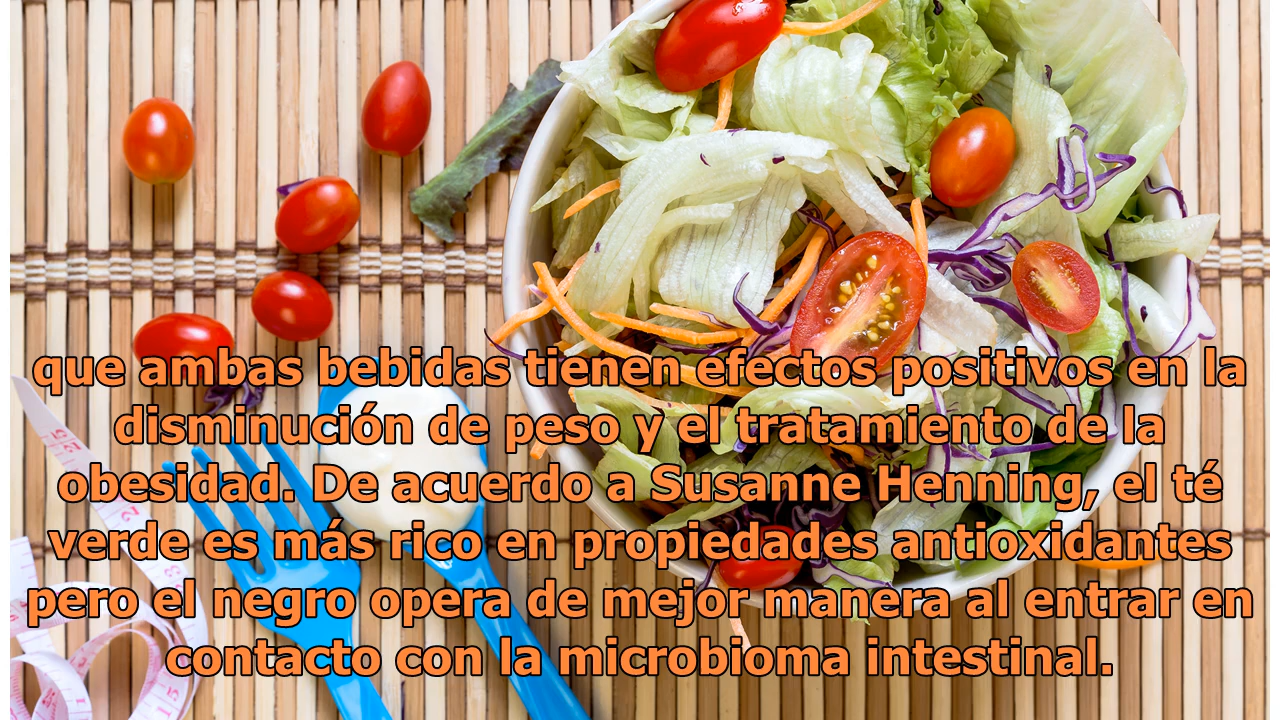 que ambas bebidas tienen efectos positivos en la
disminución de peso y el tratamiento de la
obesidad. De acuerdo a Susanne Henning, el té
verde es más rico en propiedades antioxidantes
pero el negro opera de mejor manera al entrar en
contacto con la microbioma intestinal.